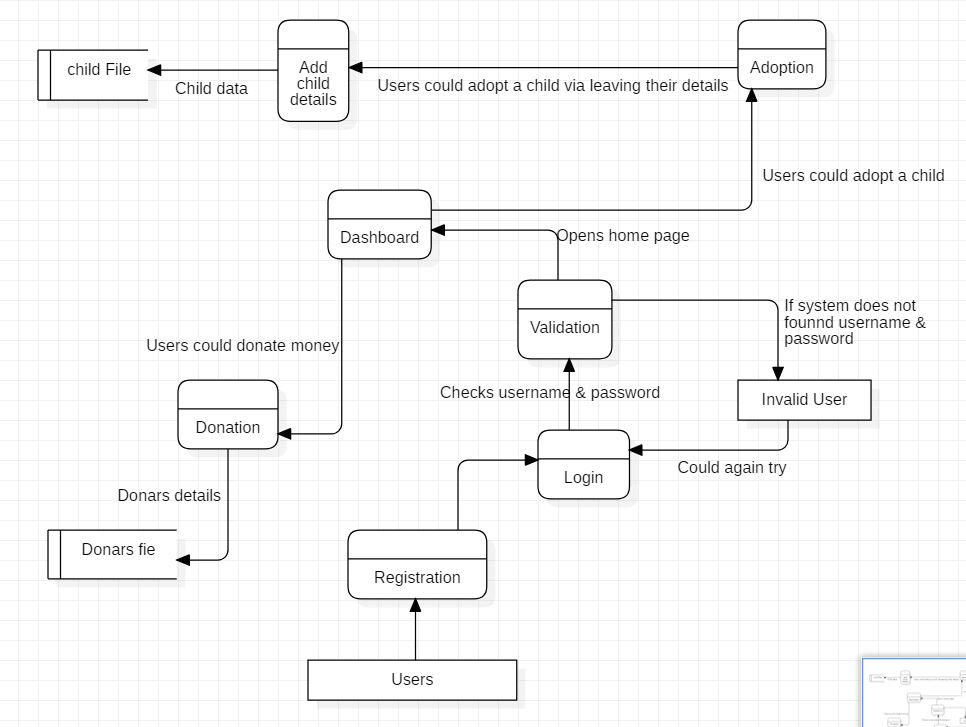 child File
Child data
Add
child
details
Users could adopt a child via leaving their details
Adoption
Users could adopt a child
Dashboard
Opens home page
Validation
If system does not
founnd username &
password
Users could donate money
Checks username & password
Invalid User
Donation
Login
Could again try
Donars details
Donars fie
Registration
Users